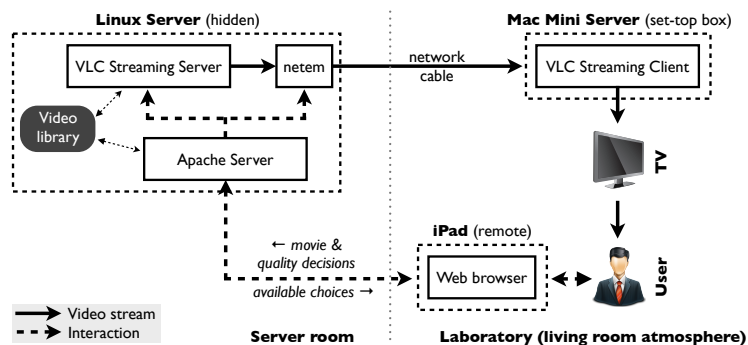 Linux Server (hidden)
Mac Mini Server (set-top box)
VLC Streaming Server
netem
network
cable
VLC Streaming Client
Video
library
Apache Server
TV
iPad (remote)
← movie &
quality decisions
available choices →
Web browser
User
Video stream
Interaction
Server room
Laboratory (living room atmosphere)